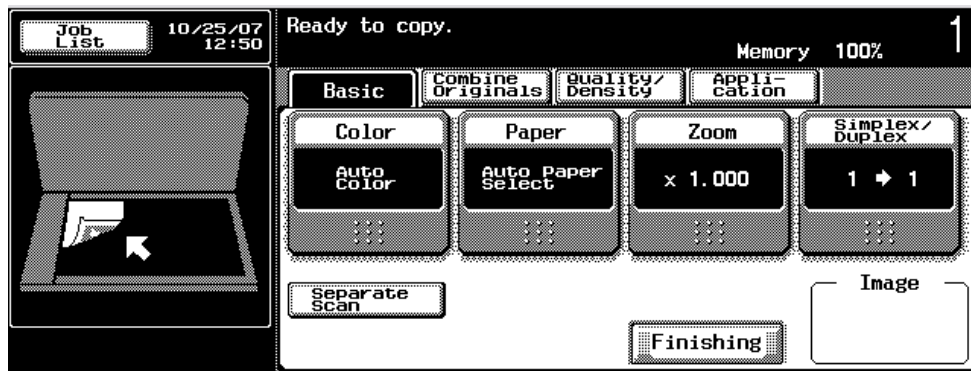 Job
List
10/25/07
12:50
Ready to copy.
1
Memory 100%
Basic
Combine
Originals
Quality/
Density
Appli-
cation
Color
Paper
Zoom
Simplex/
Duplex
Auto
Color
Auto Paper
Select
x 1.000
1 ➔ 1
Separate
Scan
Image
Finishing